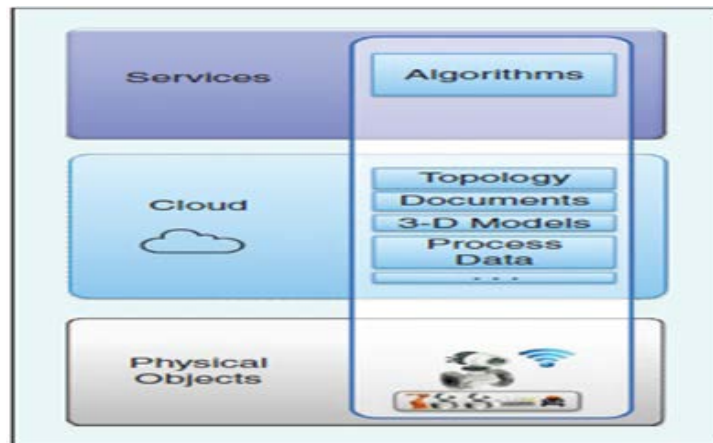 Services
Algorithms
Cloud
Topology
Documents
3-D Models
Process
Data
...
Physical
Objects